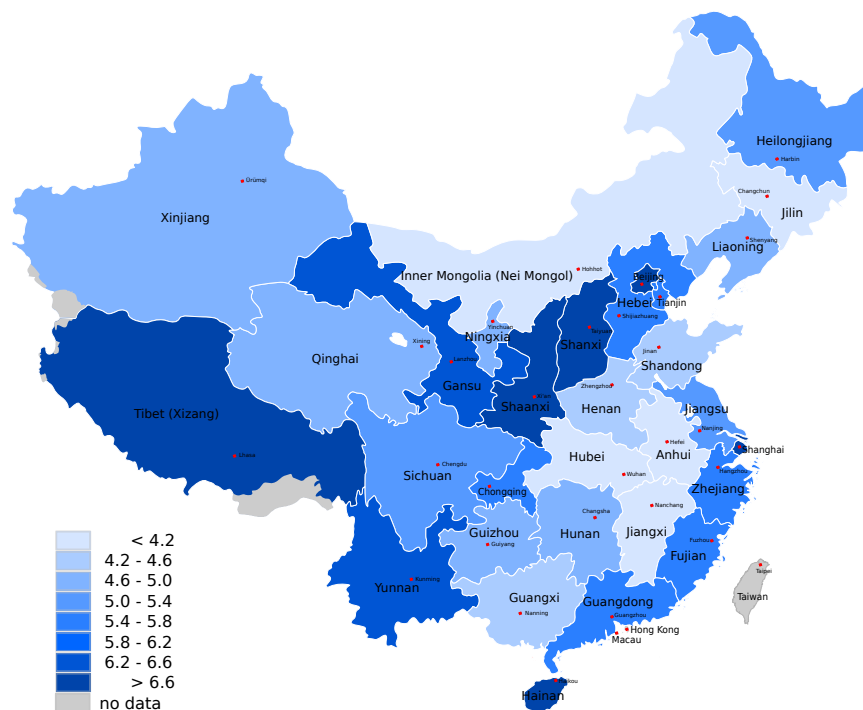 Heilongjiang
Harbin
Ürümqi
Changchun
Jilin
Xinjiang
Shenyang
Liaoning
Hohhot
Inner Mongolia (Nei Mongol)
Beijing
Hebei
Tianjin
Shijiazhuang
Yinchuan
Ningxia
Taiyuan
Shanxi
Xining
Qinghai
Lanzhou
Gansu
Jinan
Shandong
Zhengzhou
Henan
Xi'an
Shaanxi
Jiangsu
Nanjing
Tibet (Xizang)
Lhasa
Hefei
Anhui
Shanghai
Hubei
Wuhan
Hangzhou
Zhejiang
Chengdu
Sichuan
Chongqing
Nanchang
Jiangxi
Changsha
Hunan
Guizhou
Guiyang
Fuzhou
Fujian
Taipei
Taiwan
Kunming
Yunnan
Guangxi
Nanning
Guangdong
Guangzhou
Hong Kong
Macau
Haikou
Hainan
< 4.2
4.2 - 4.6
4.6 - 5.0
5.0 - 5.4
5.4 - 5.8
5.8 - 6.2
6.2 - 6.6
> 6.6
no data